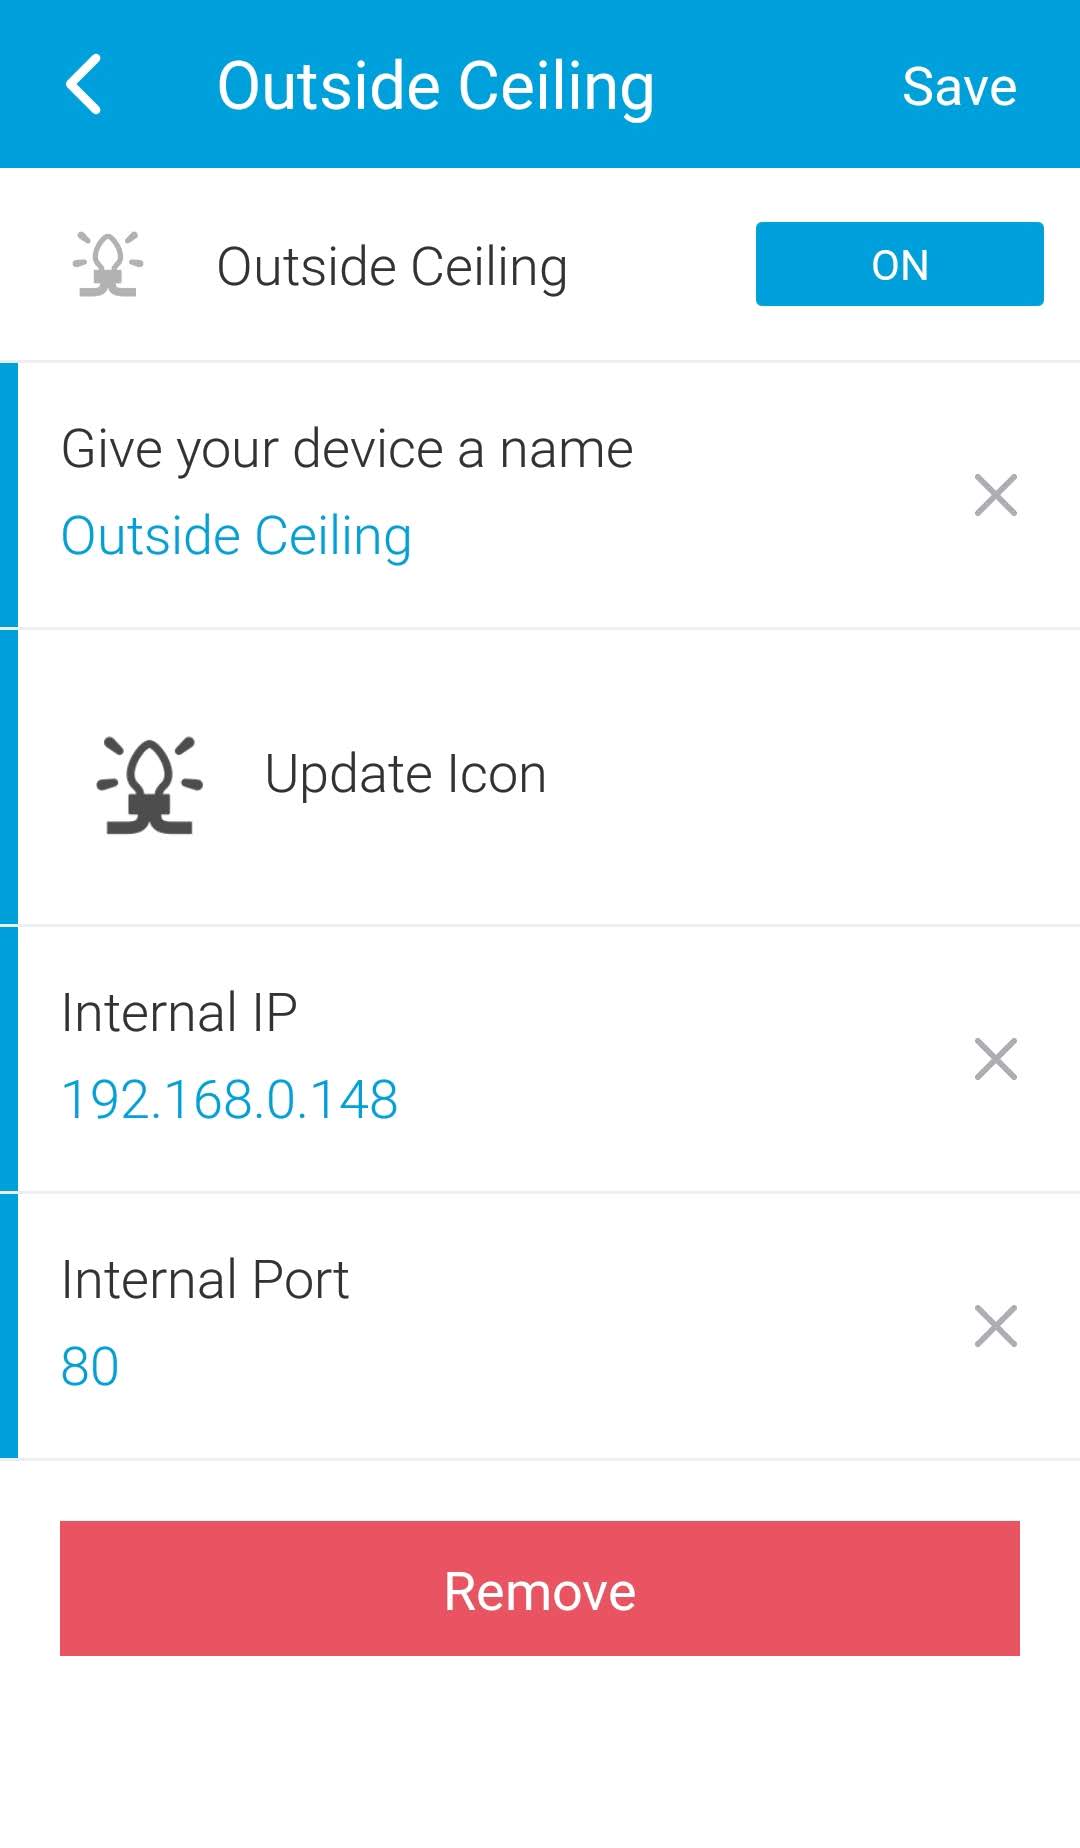 Outside Ceiling
Save
Outside Ceiling
ON
Give your device a name
Outside Ceiling
Update Icon
Internal IP
192.168.0.148
Internal Port
80
Remove